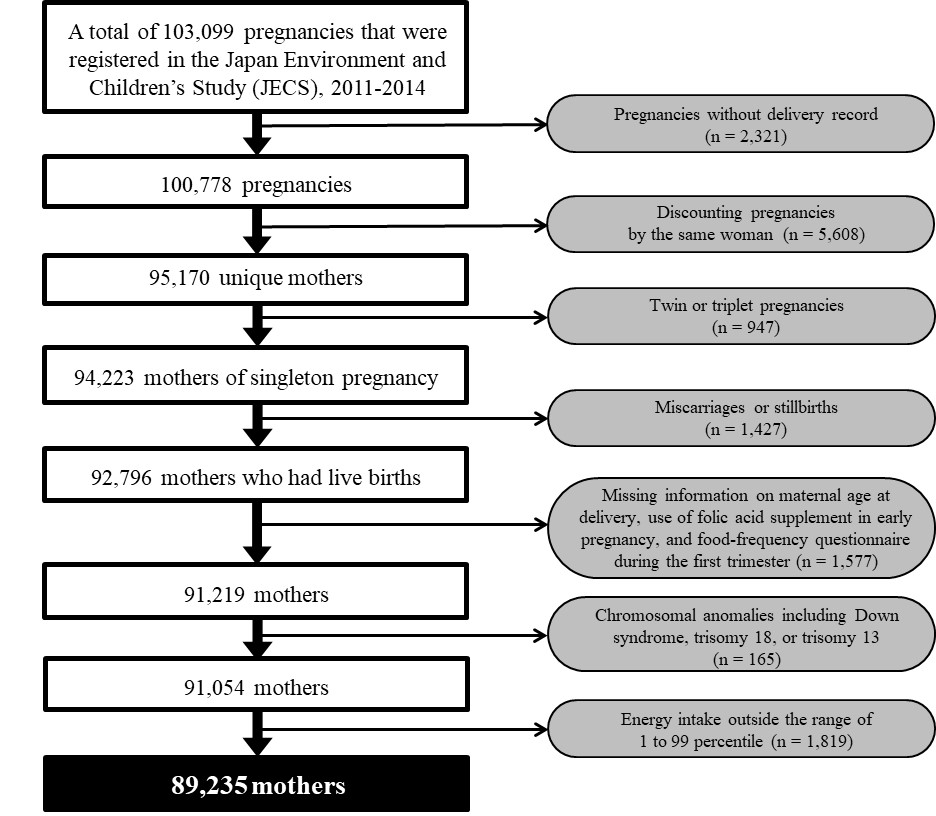 A total of 103,099 pregnancies that were
registered in the Japan Environment and
Children's Study (JECS), 2011-2014
Pregnancies without delivery record
(n = 2,321)
100,778 pregnancies
Discounting pregnancies
by the same woman (n = 5,608)
95,170 unique mothers
Twin or triplet pregnancies
(n = 947)
94,223 mothers of singleton pregnancy
Miscarriages or stillbirths
(n = 1,427)
92,796 mothers who had live births
Missing information on maternal age at
delivery, use of folic acid supplement in early
pregnancy, and food-frequency questionnaire
during the first trimester (n = 1,577)
91,219 mothers
Chromosomal anomalies including Down
syndrome, trisomy 18, or trisomy 13
(n = 165)
91,054 mothers
Energy intake outside the range of
1 to 99 percentile (n = 1,819)
89,235 mothers